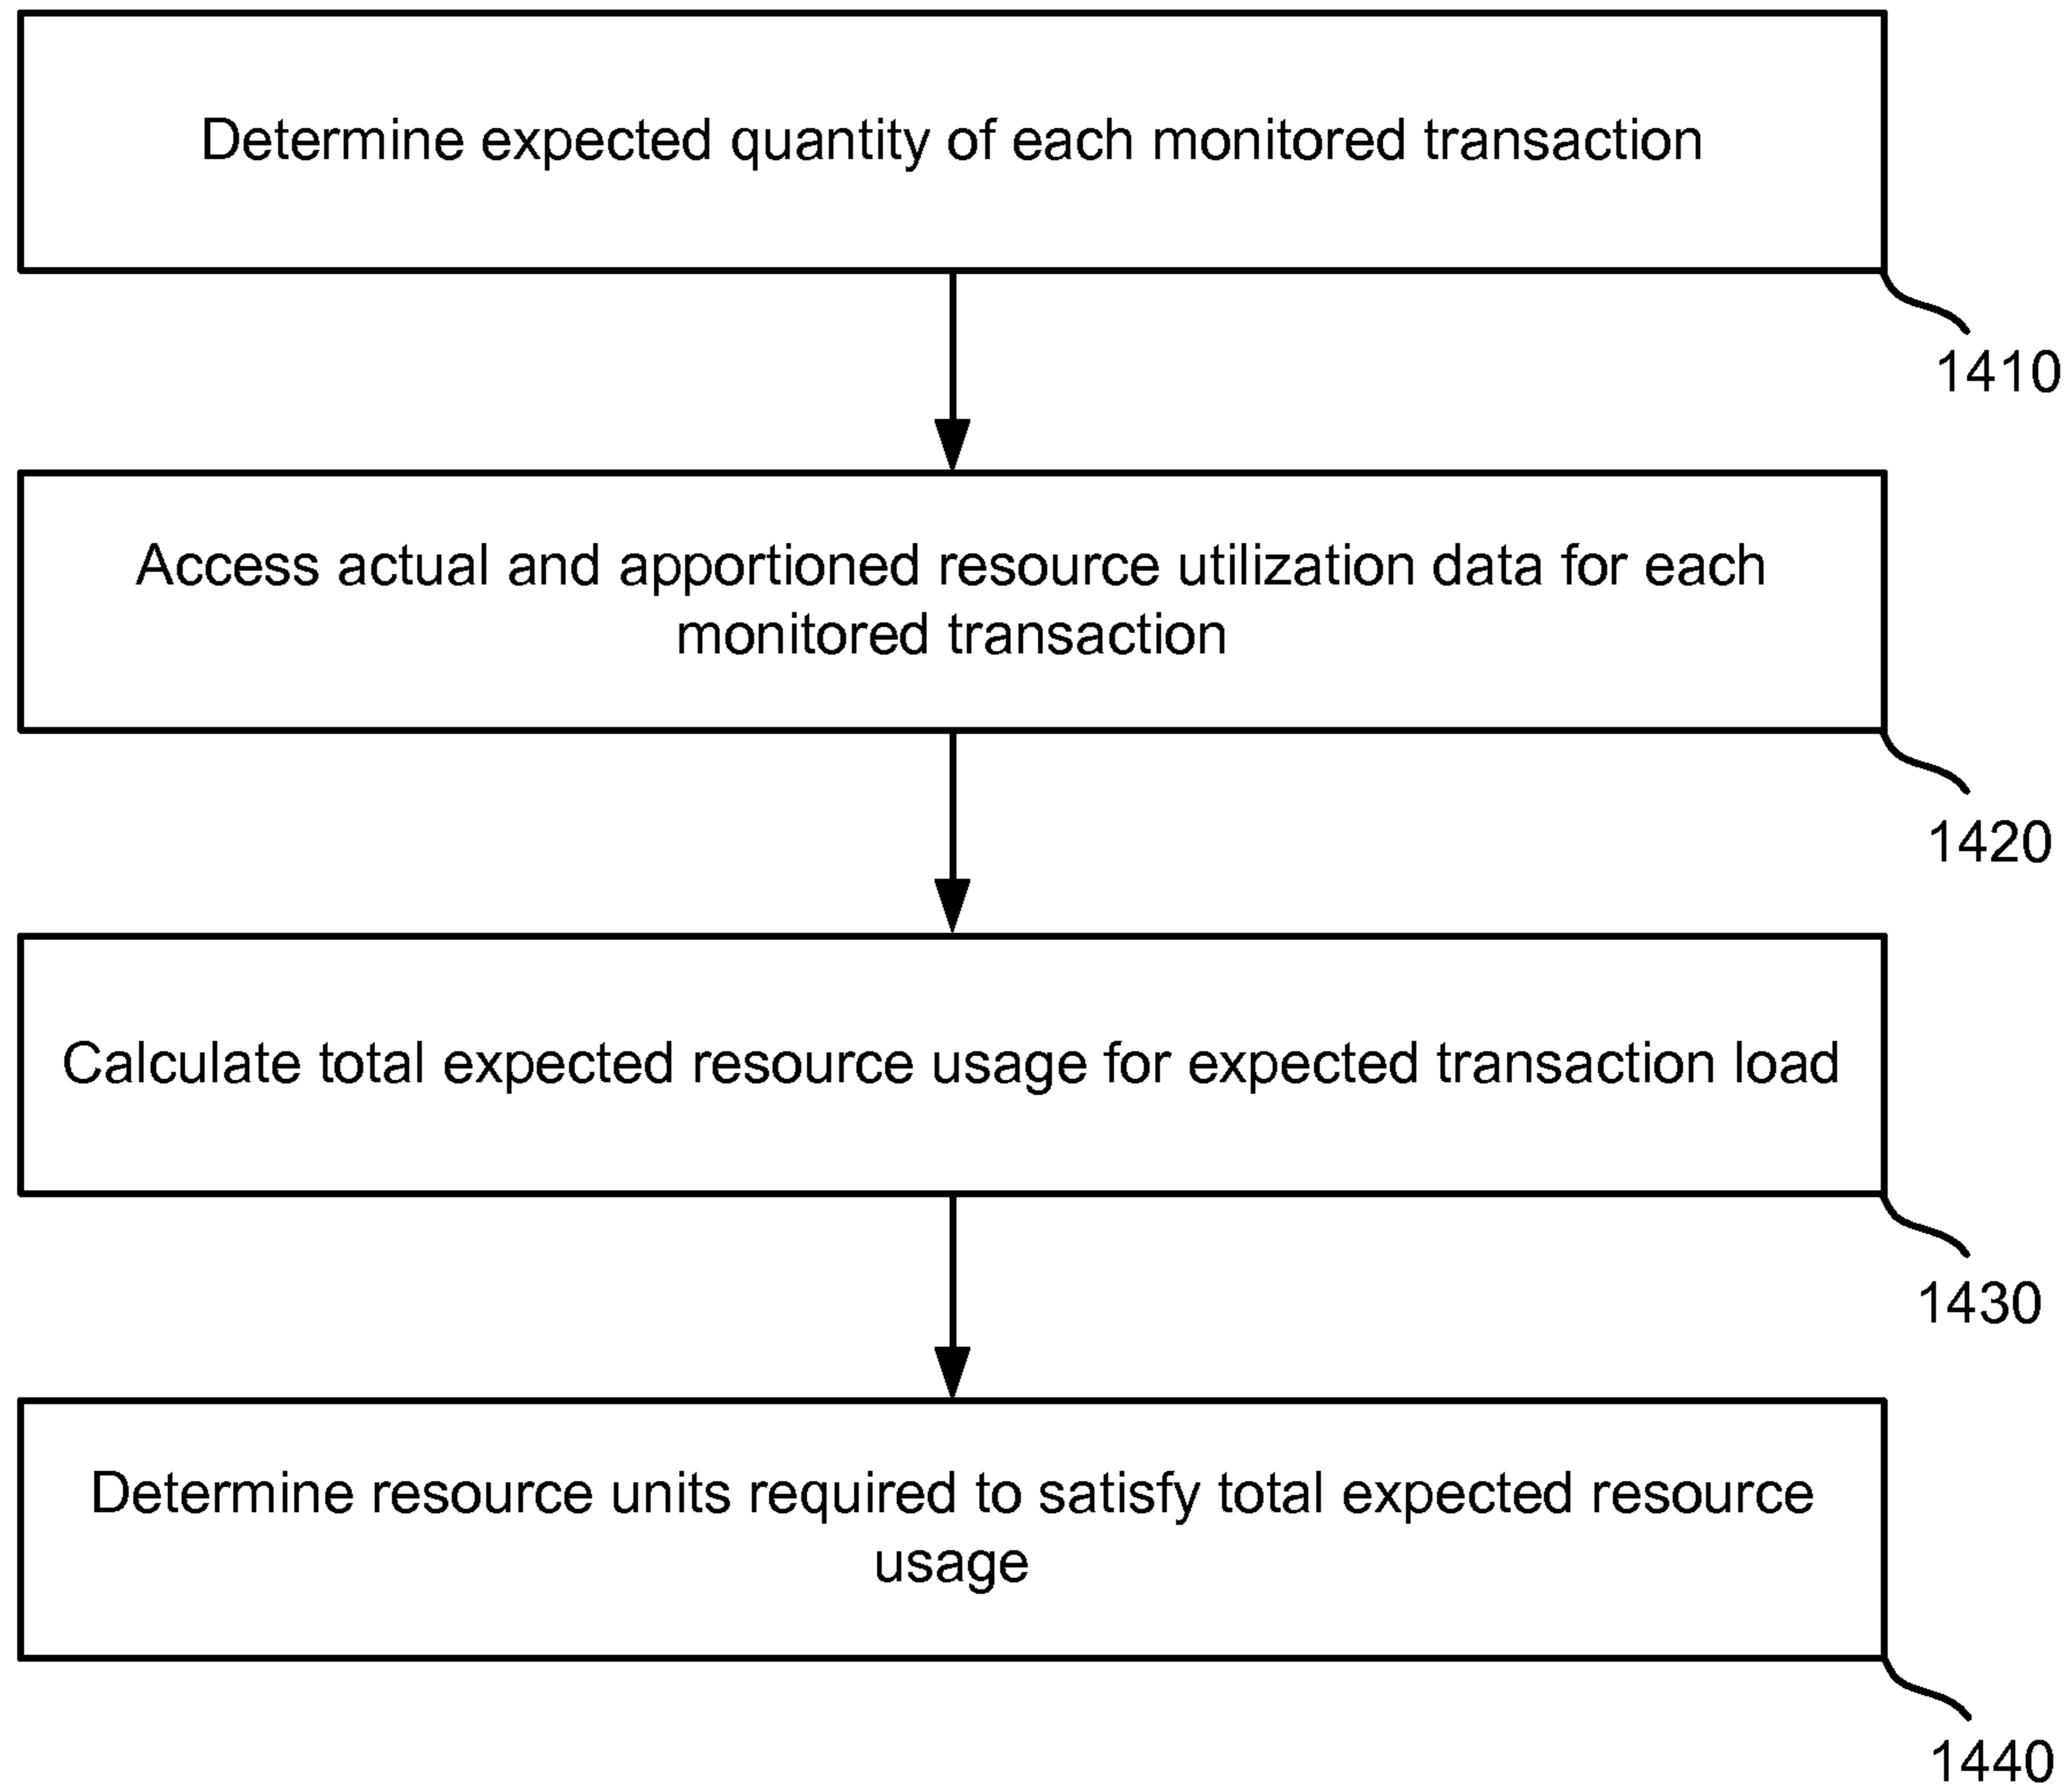 Determine expected quantity of each monitored transaction
1410
Access actual and apportioned resource utilization data for each
monitored transaction
1420
Calculate total expected resource usage for expected transaction load
1430
Determine resource units required to satisfy total expected resource
usage
1440